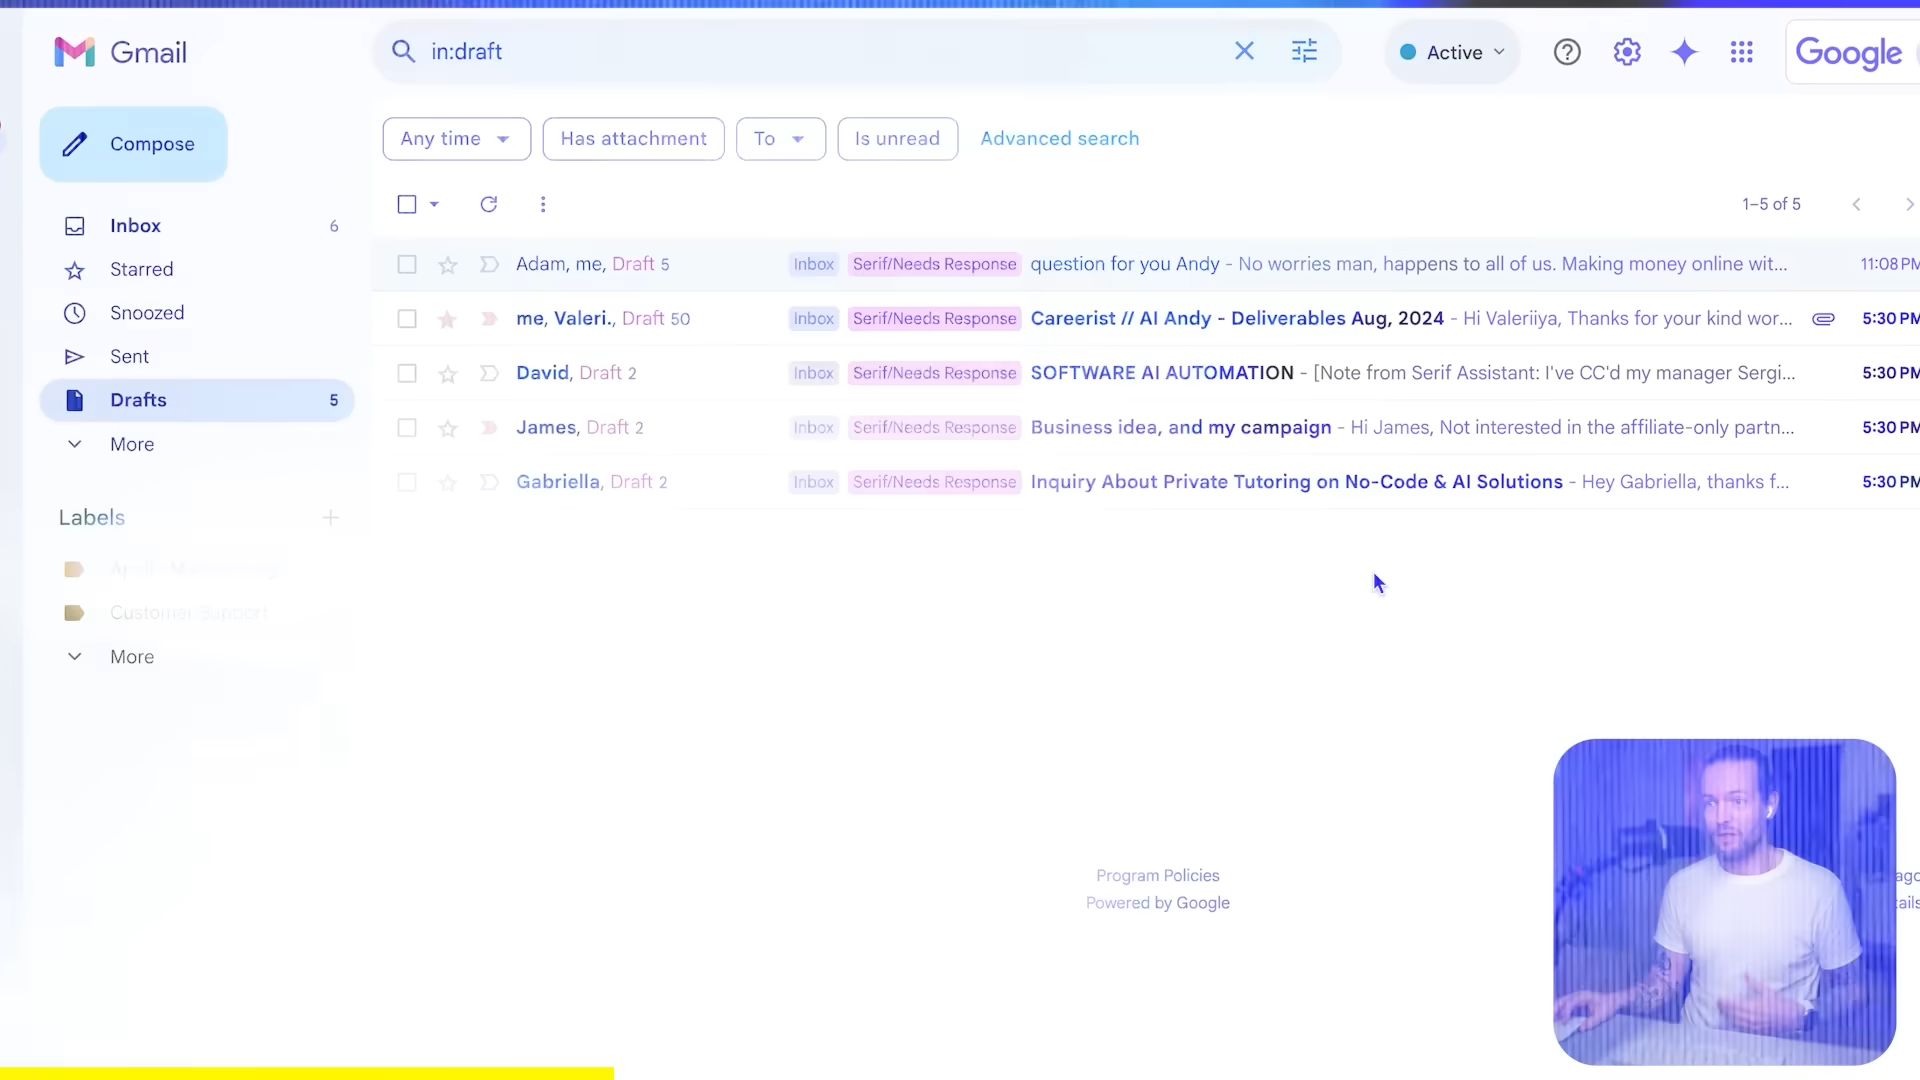 Gmail
in:draft
Active
Google
Compose
Any time
Has attachment
To
Is unread
Advanced search
1–5 of 5
Inbox 6
Starred
Snoozed
Sent
Drafts 5
More
Labels
Customer Support
More
Adam, me, Draft 5 Inbox Serif/Needs Response question for you Andy - No worries man, happens to all of us. Making money online wit... 11:08 PM
me, Valeri., Draft 50 Inbox Serif/Needs Response Careerist // AI Andy - Deliverables Aug, 2024 - Hi Valeriiya, Thanks for your kind wor... 5:30 PM
David, Draft 2 Inbox Serif/Needs Response SOFTWARE AI AUTOMATION - [Note from Serif Assistant: I've CC'd my manager Sergi... 5:30 PM
James, Draft 2 Inbox Serif/Needs Response Business idea, and my campaign - Hi James, Not interested in the affiliate-only partn... 5:30 PM
Gabriella, Draft 2 Inbox Serif/Needs Response Inquiry About Private Tutoring on No-Code & AI Solutions - Hey Gabriella, thanks f... 5:30 PM
Program Policies
Powered by Google